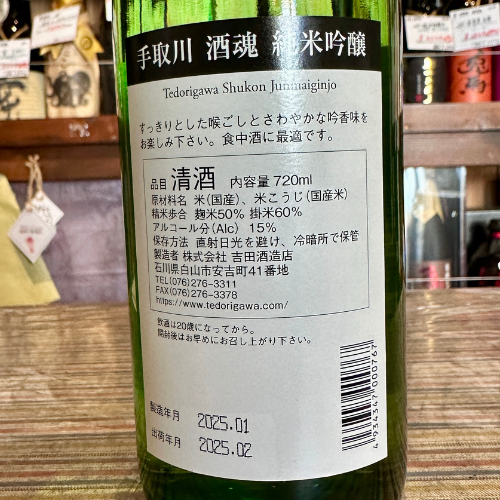 手取川 酒魂 純米吟醸
Tedorigawa Shukon Junmaiginjo
すっきりとした喉ごしとさわやかな吟香味を
お楽しみ下さい。食中酒に最適です。
品目 清酒 内容量 720ml
原材料名 米(国産)、米こうじ(国産米)
精米歩合 麹米50% 掛米60%
アルコール分(Alc) 15%
保存方法 直射日光を避け、冷暗所で保管
製造者 株式会社 吉田酒造店
石川県白山市安吉町41番地
TEL(076)276-3311
FAX(076)276-3378
https://www.tedorigawa.com/
飲酒は20歳になってから。
開封後はお早めにお召し上がり下さい。
製造年月 2025.01
出荷年月 2025.02
4 934347 000767